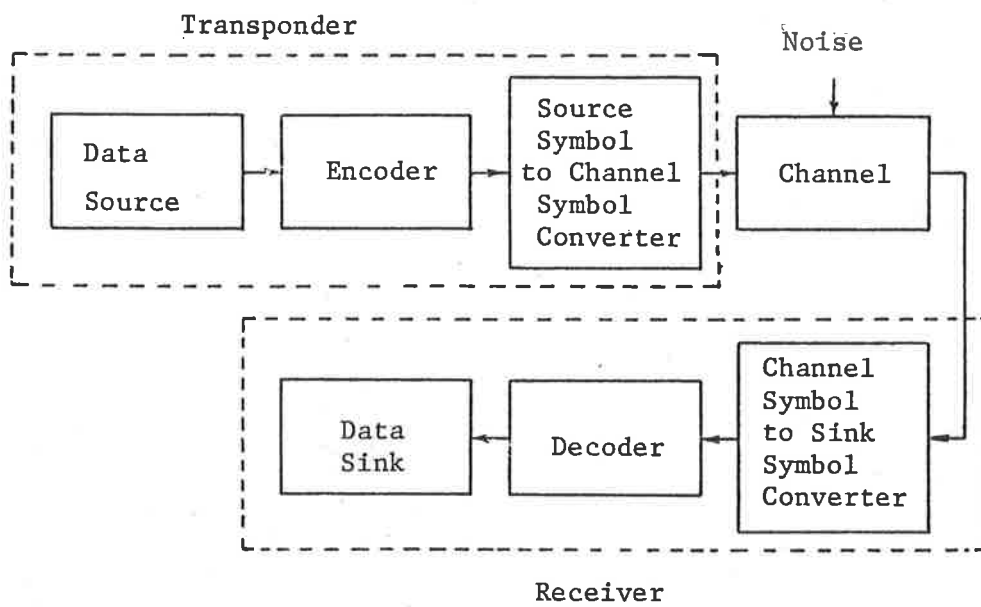 Transponder
Noise
Data
Source
Encoder
Source
Symbol
to Channel
Symbol
Converter
Channel
Data
Sink
Decoder
Channel
Symbol
to Sink
Symbol
Converter
Receiver